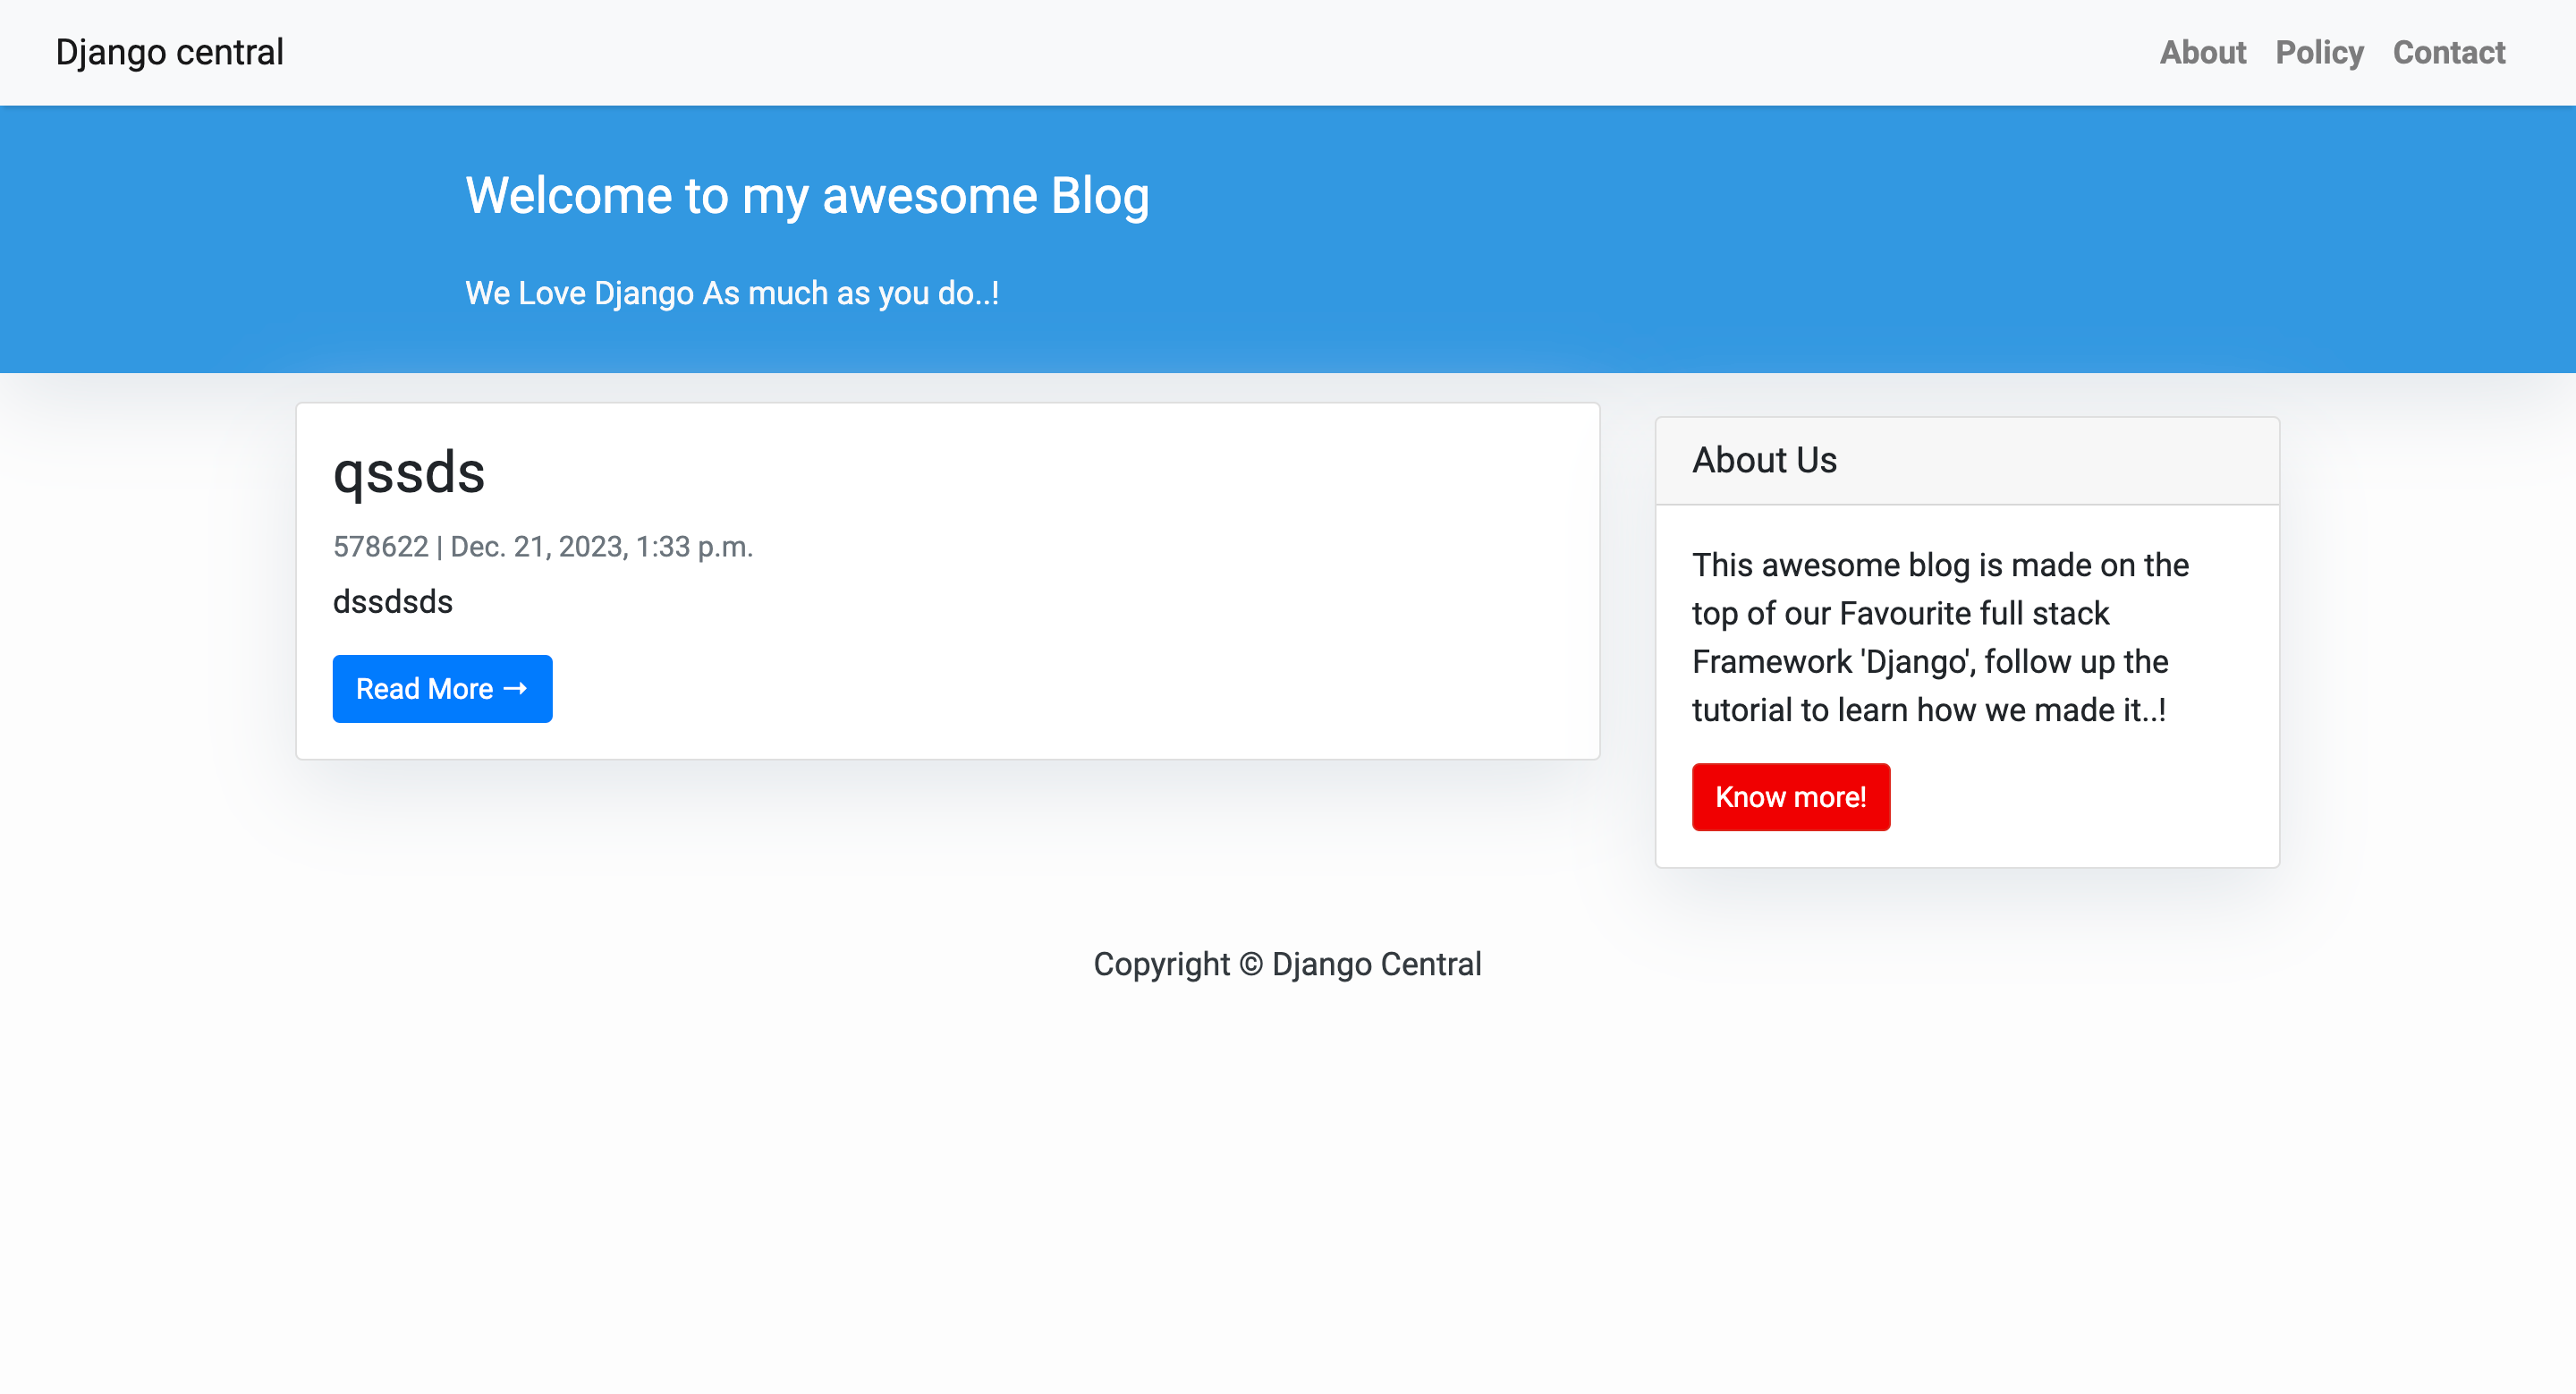 Django central
About Policy Contact
Welcome to my awesome Blog
We Love Django As much as you do..!
qssds
578622 | Dec. 21, 2023, 1:33 p.m.
dssdsds
Read More →
About Us
This awesome blog is made on the
top of our Favourite full stack
Framework 'Django', follow up the
tutorial to learn how we made it..!
Know more!
Copyright © Django Central